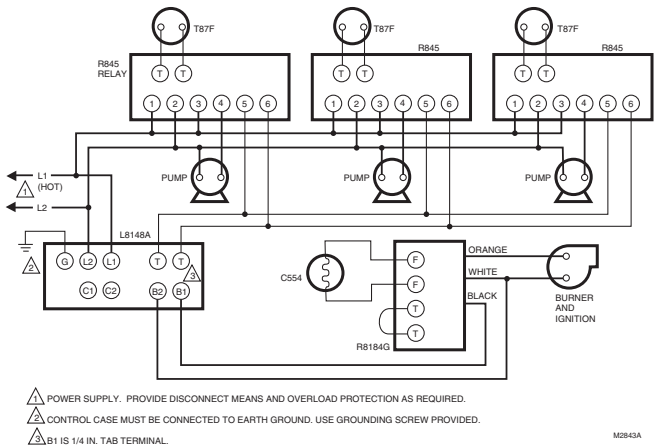 T87F T87F T87F
R845 RELAY R845 R845
T T T T T T
1 2 3 4 5 6 1 2 3 4 5 6 1 2 3 4 5 6
L1 (HOT)
1
PUMP PUMP PUMP
L2
L8148A
G L2 L1 T T
2
3
C1 C2 B2 B1
C554
F
F
T
T
R8184G
ORANGE
WHITE
BLACK
BURNER
AND
IGNITION
1 POWER SUPPLY. PROVIDE DISCONNECT MEANS AND OVERLOAD PROTECTION AS REQUIRED.
2 CONTROL CASE MUST BE CONNECTED TO EARTH GROUND. USE GROUNDING SCREW PROVIDED.
3 B1 IS 1/4 IN. TAB TERMINAL.
M2843A